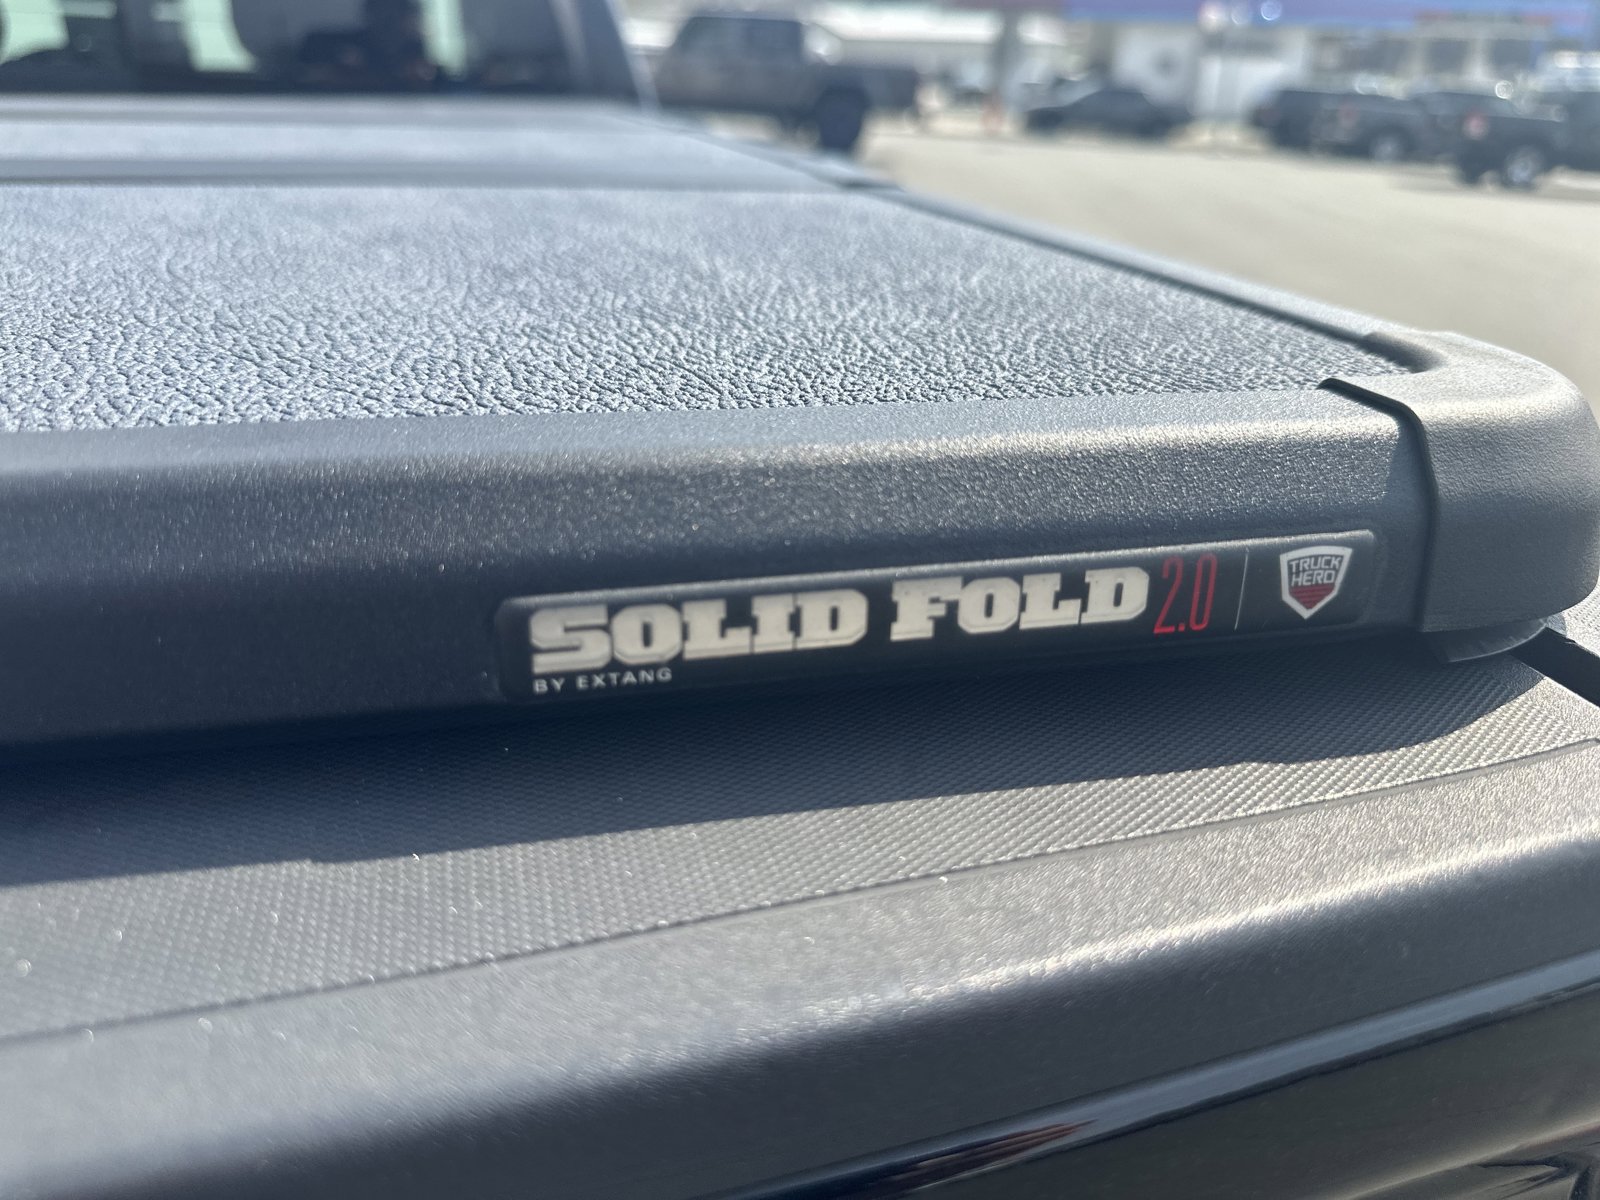 SOLID FOLD 2.0
BY EXTANG
TRUCK
HERO